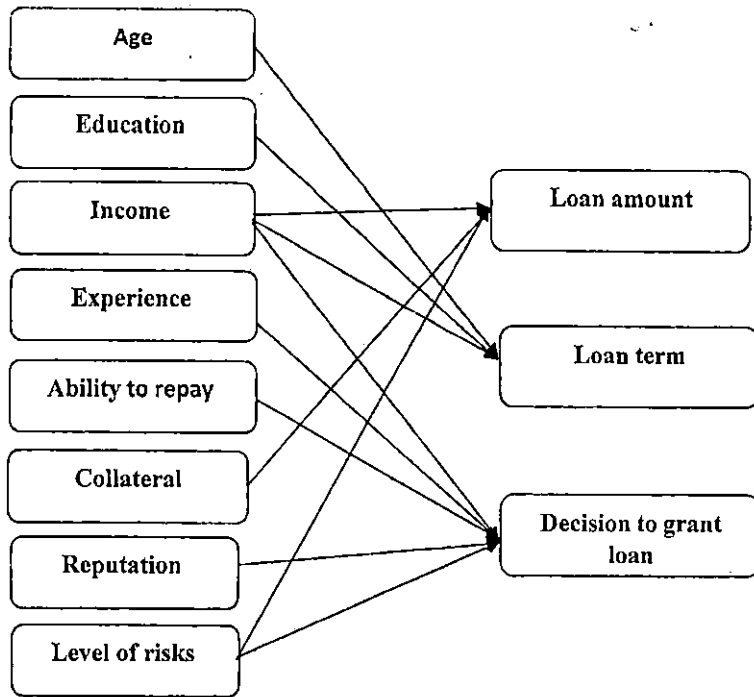 Age
Education
Income
Experience
Ability to repay
Collateral
Reputation
Level of risks
Loan amount
Loan term
Decision to grant
loan